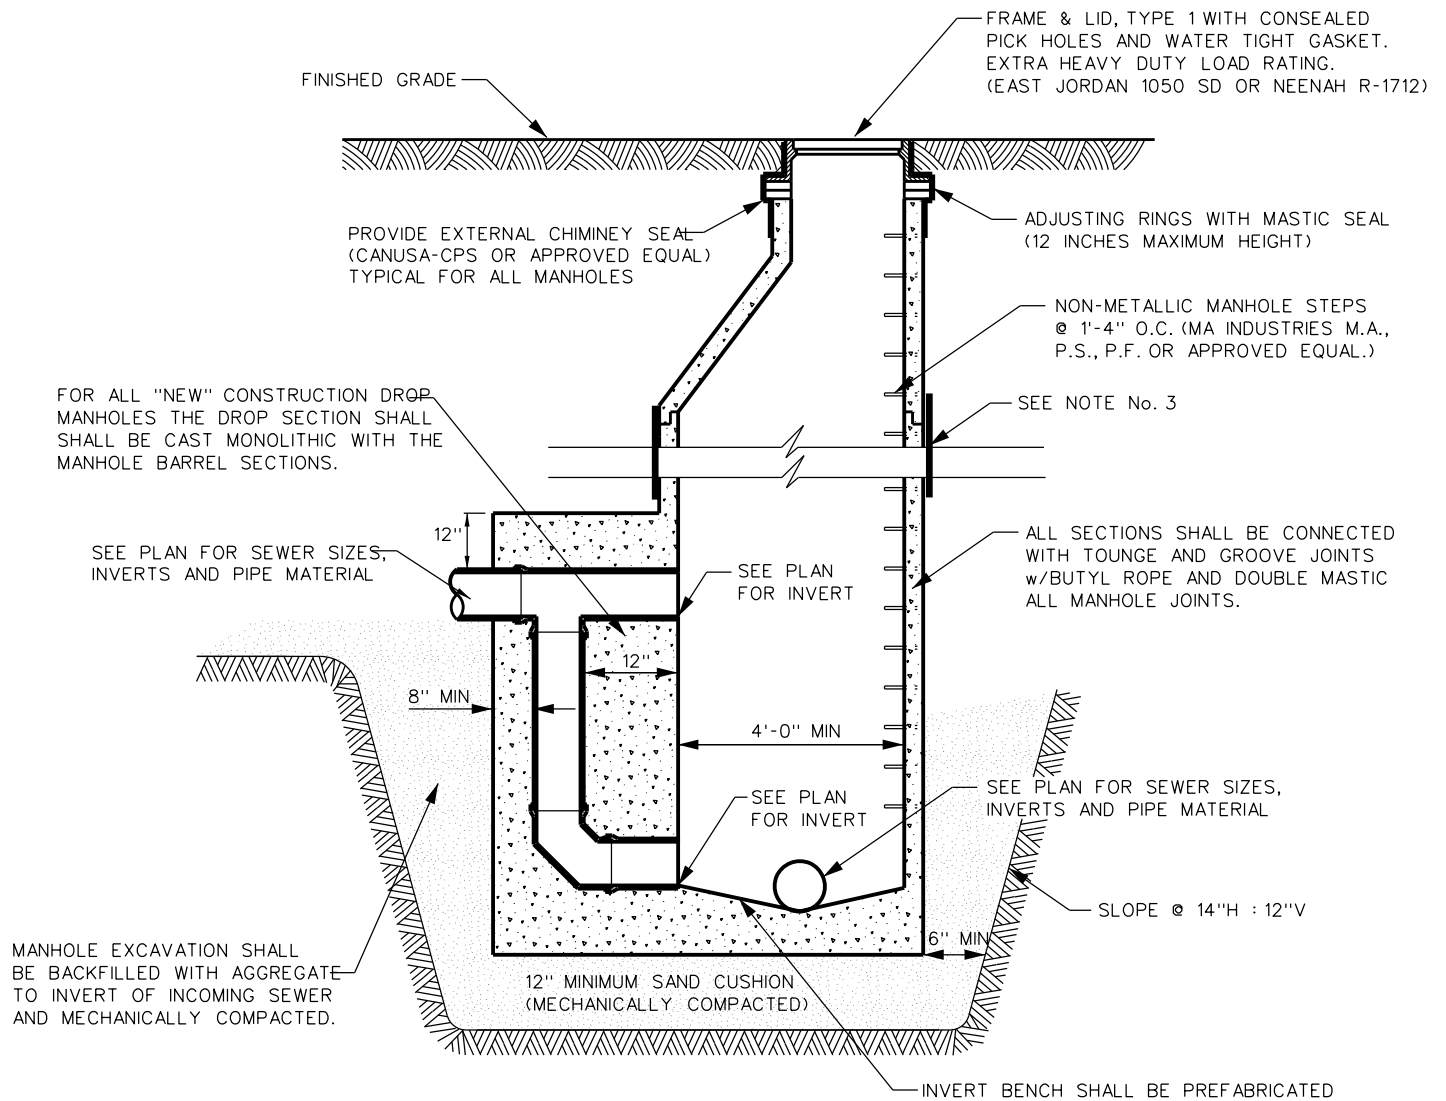 FRAME & LID, TYPE 1 WITH CONSEALED
PICK HOLES AND WATER TIGHT GASKET.
EXTRA HEAVY DUTY LOAD RATING.
(EAST JORDAN 1050 SD OR NEENAH R-1712)
FINISHED GRADE
PROVIDE EXTERNAL CHIMINEY SEAL
(CANUSA-CPS OR APPROVED EQUAL)
TYPICAL FOR ALL MANHOLES
ADJUSTING RINGS WITH MASTIC SEAL
(12 INCHES MAXIMUM HEIGHT)
NON-METALLIC MANHOLE STEPS
@ 1'-4" O.C. (MA INDUSTRIES M.A.,
P.S., P.F. OR APPROVED EQUAL.)
FOR ALL "NEW" CONSTRUCTION DROP
MANHOLES THE DROP SECTION SHALL
SHALL BE CAST MONOLITHIC WITH THE
MANHOLE BARREL SECTIONS.
SEE NOTE No. 3
12"
SEE PLAN FOR SEWER SIZES,
INVERTS AND PIPE MATERIAL
SEE PLAN
FOR INVERT
ALL SECTIONS SHALL BE CONNECTED
WITH TOUNGE AND GROOVE JOINTS
w/BUTYL ROPE AND DOUBLE MASTIC
ALL MANHOLE JOINTS.
12"
8" MIN
4'-0" MIN
SEE PLAN
FOR INVERT
SEE PLAN FOR SEWER SIZES,
INVERTS AND PIPE MATERIAL
SLOPE @ 14"H : 12"V
6" MIN
MANHOLE EXCAVATION SHALL
BE BACKFILLED WITH AGGREGATE
TO INVERT OF INCOMING SEWER
AND MECHANICALLY COMPACTED.
12" MINIMUM SAND CUSHION
(MECHANICALLY COMPACTED)
INVERT BENCH SHALL BE PREFABRICATED